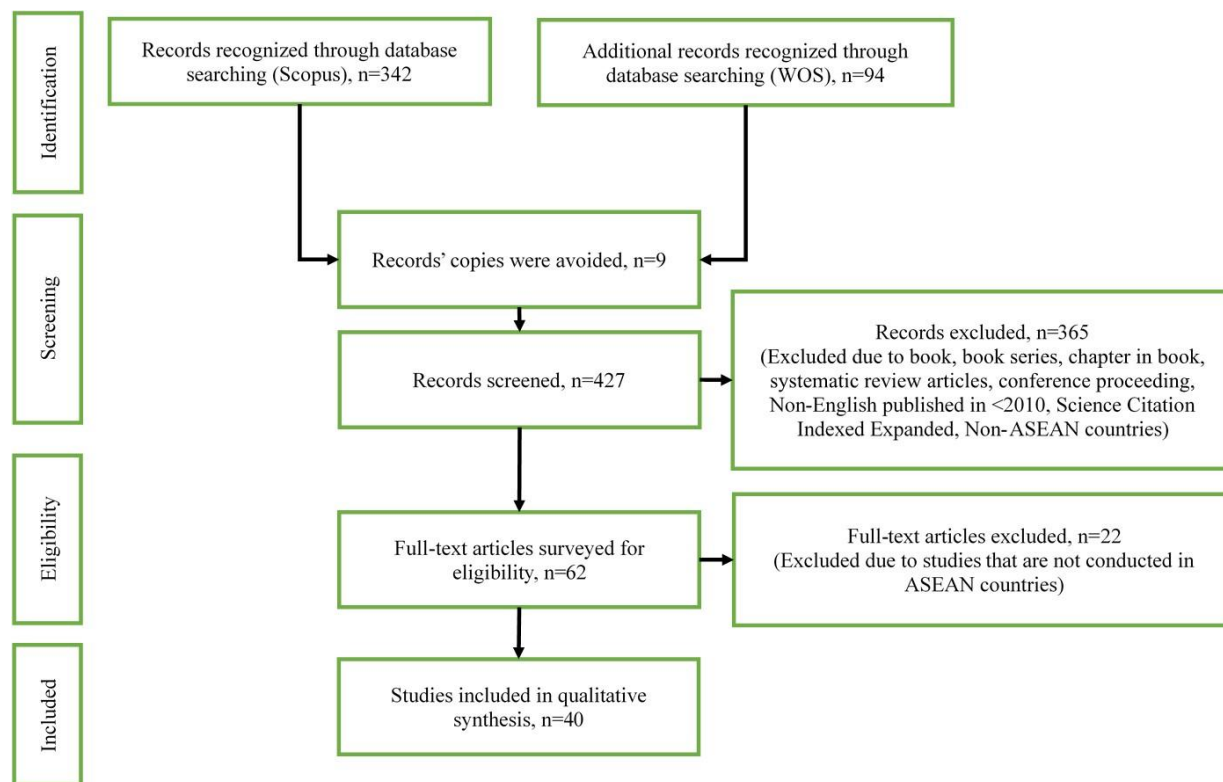 Identification
Records recognized through database
searching (Scopus), n=342
Additional records recognized through
database searching (WOS), n=94
Screening
Records’ copies were avoided, n=9
Records screened, n=427
Records excluded, n=365
(Excluded due to book, book series, chapter in book,
systematic review articles, conference proceeding,
Non-English published in <2010, Science Citation
Indexed Expanded, Non-ASEAN countries)
Eligibility
Full-text articles surveyed for
eligibility, n=62
Full-text articles excluded, n=22
(Excluded due to studies that are not conducted in
ASEAN countries)
Included
Studies included in qualitative
synthesis, n=40